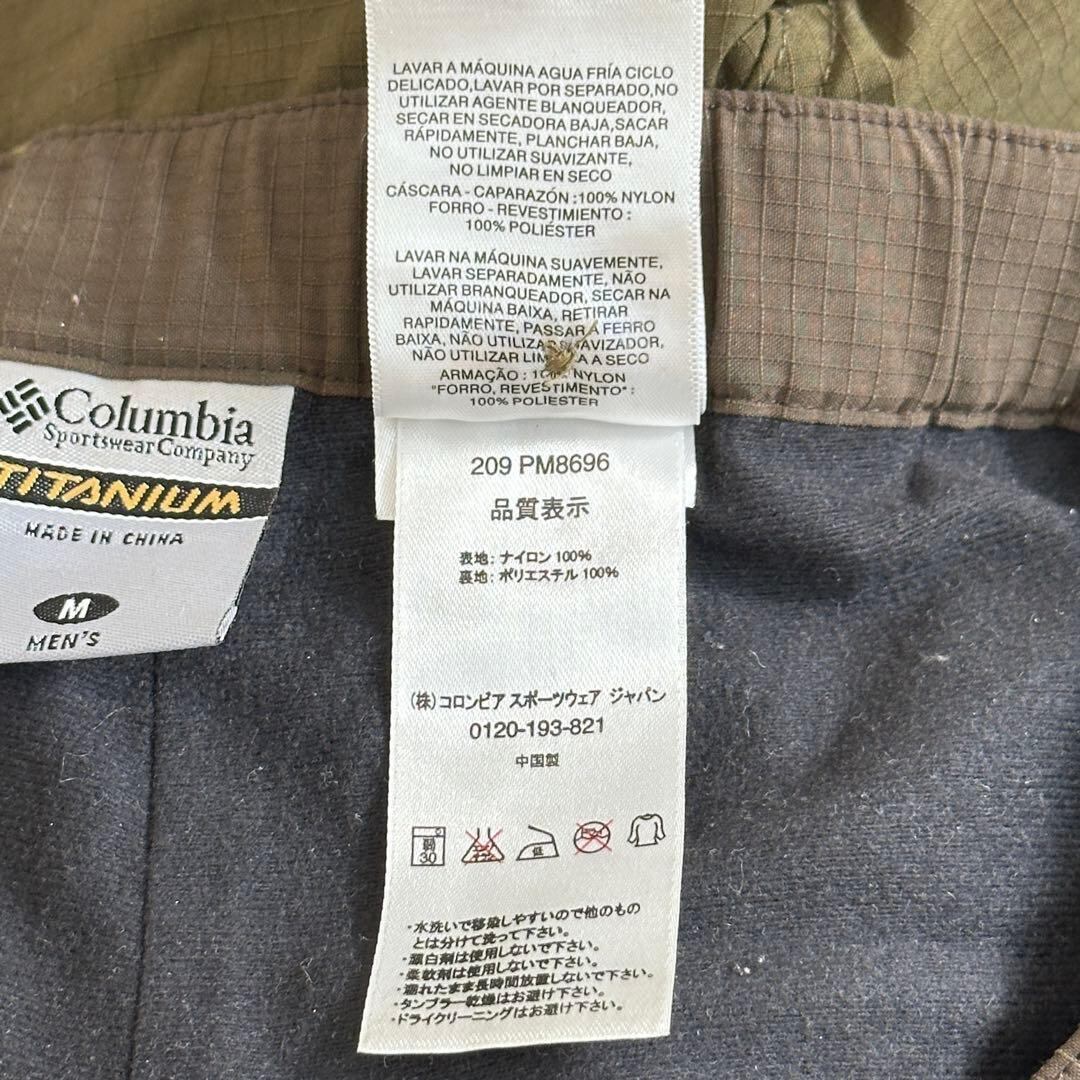 LAVAR A MÁQUINA AGUA FRÍA CICLO
DELICADO,LAVAR POR SEPARADO,NO
UTILIZAR AGENTE BLANQUEADOR,
SECAR EN SECADORA BAJA,SACAR
RÁPIDAMENTE, PLANCHAR BAJA,
NO UTILIZAR SUAVIZANTE,
NO LIMPIAR EN SECO
CÁSCARA - CAPARAZÓN :100% NYLON
FORRO - REVESTIMIENTO :
100% POLIÉSTER
LAVAR NA MÁQUINA SUAVEMENTE,
LAVAR SEPARADAMENTE, NÃO
UTILIZAR BRANQUEADOR, SECAR NA
MÁQUINA BAIXA, RETIRAR
RAPIDAMENTE, PASSAR A FERRO
BAIXA, NÃO UTILIZAR SUAVIZADOR,
NÃO UTILIZAR LIMPEZA A SECO
ARMAÇÃO : 100% NYLON
"FORRO, REVESTIMENTO" :
100% POLIÉSTER
Columbia
Sportswear Company
TITANIUM
MADE IN CHINA
M
MEN'S
209 PM8696
品質表示
表地: ナイロン 100%
裏地: ポリエステル 100%
(株) コロンビア スポーツウェア ジャパン
0120-193-821
中国製
弱
30
低
・水洗いで移染しやすいので他のもの
とは分けて洗って下さい。
・漂白剤は使用しないで下さい。
・柔軟剤は使用しないで下さい。
・濡れたまま長時間放置しないで下さい。
・タンブラー乾燥はお避け下さい。
・ドライクリーニングはお避け下さい。